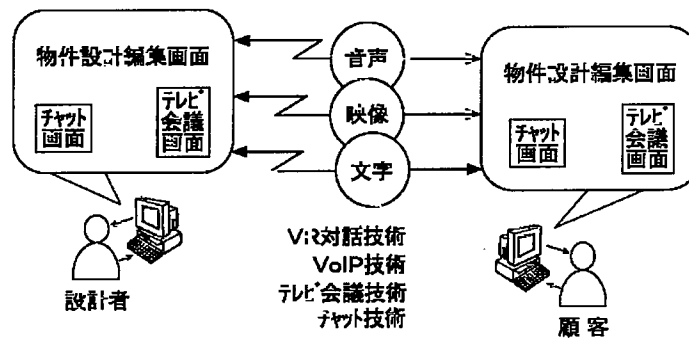 物件設計編集画面
チャット
画面
テレビ
会議
画面
設計者
音声
映像
文字
VR対話技術
VoIP技術
テレビ会議技術
チャット技術
物件設計編集画面
チャット
画面
テレビ
会議
画面
顧客